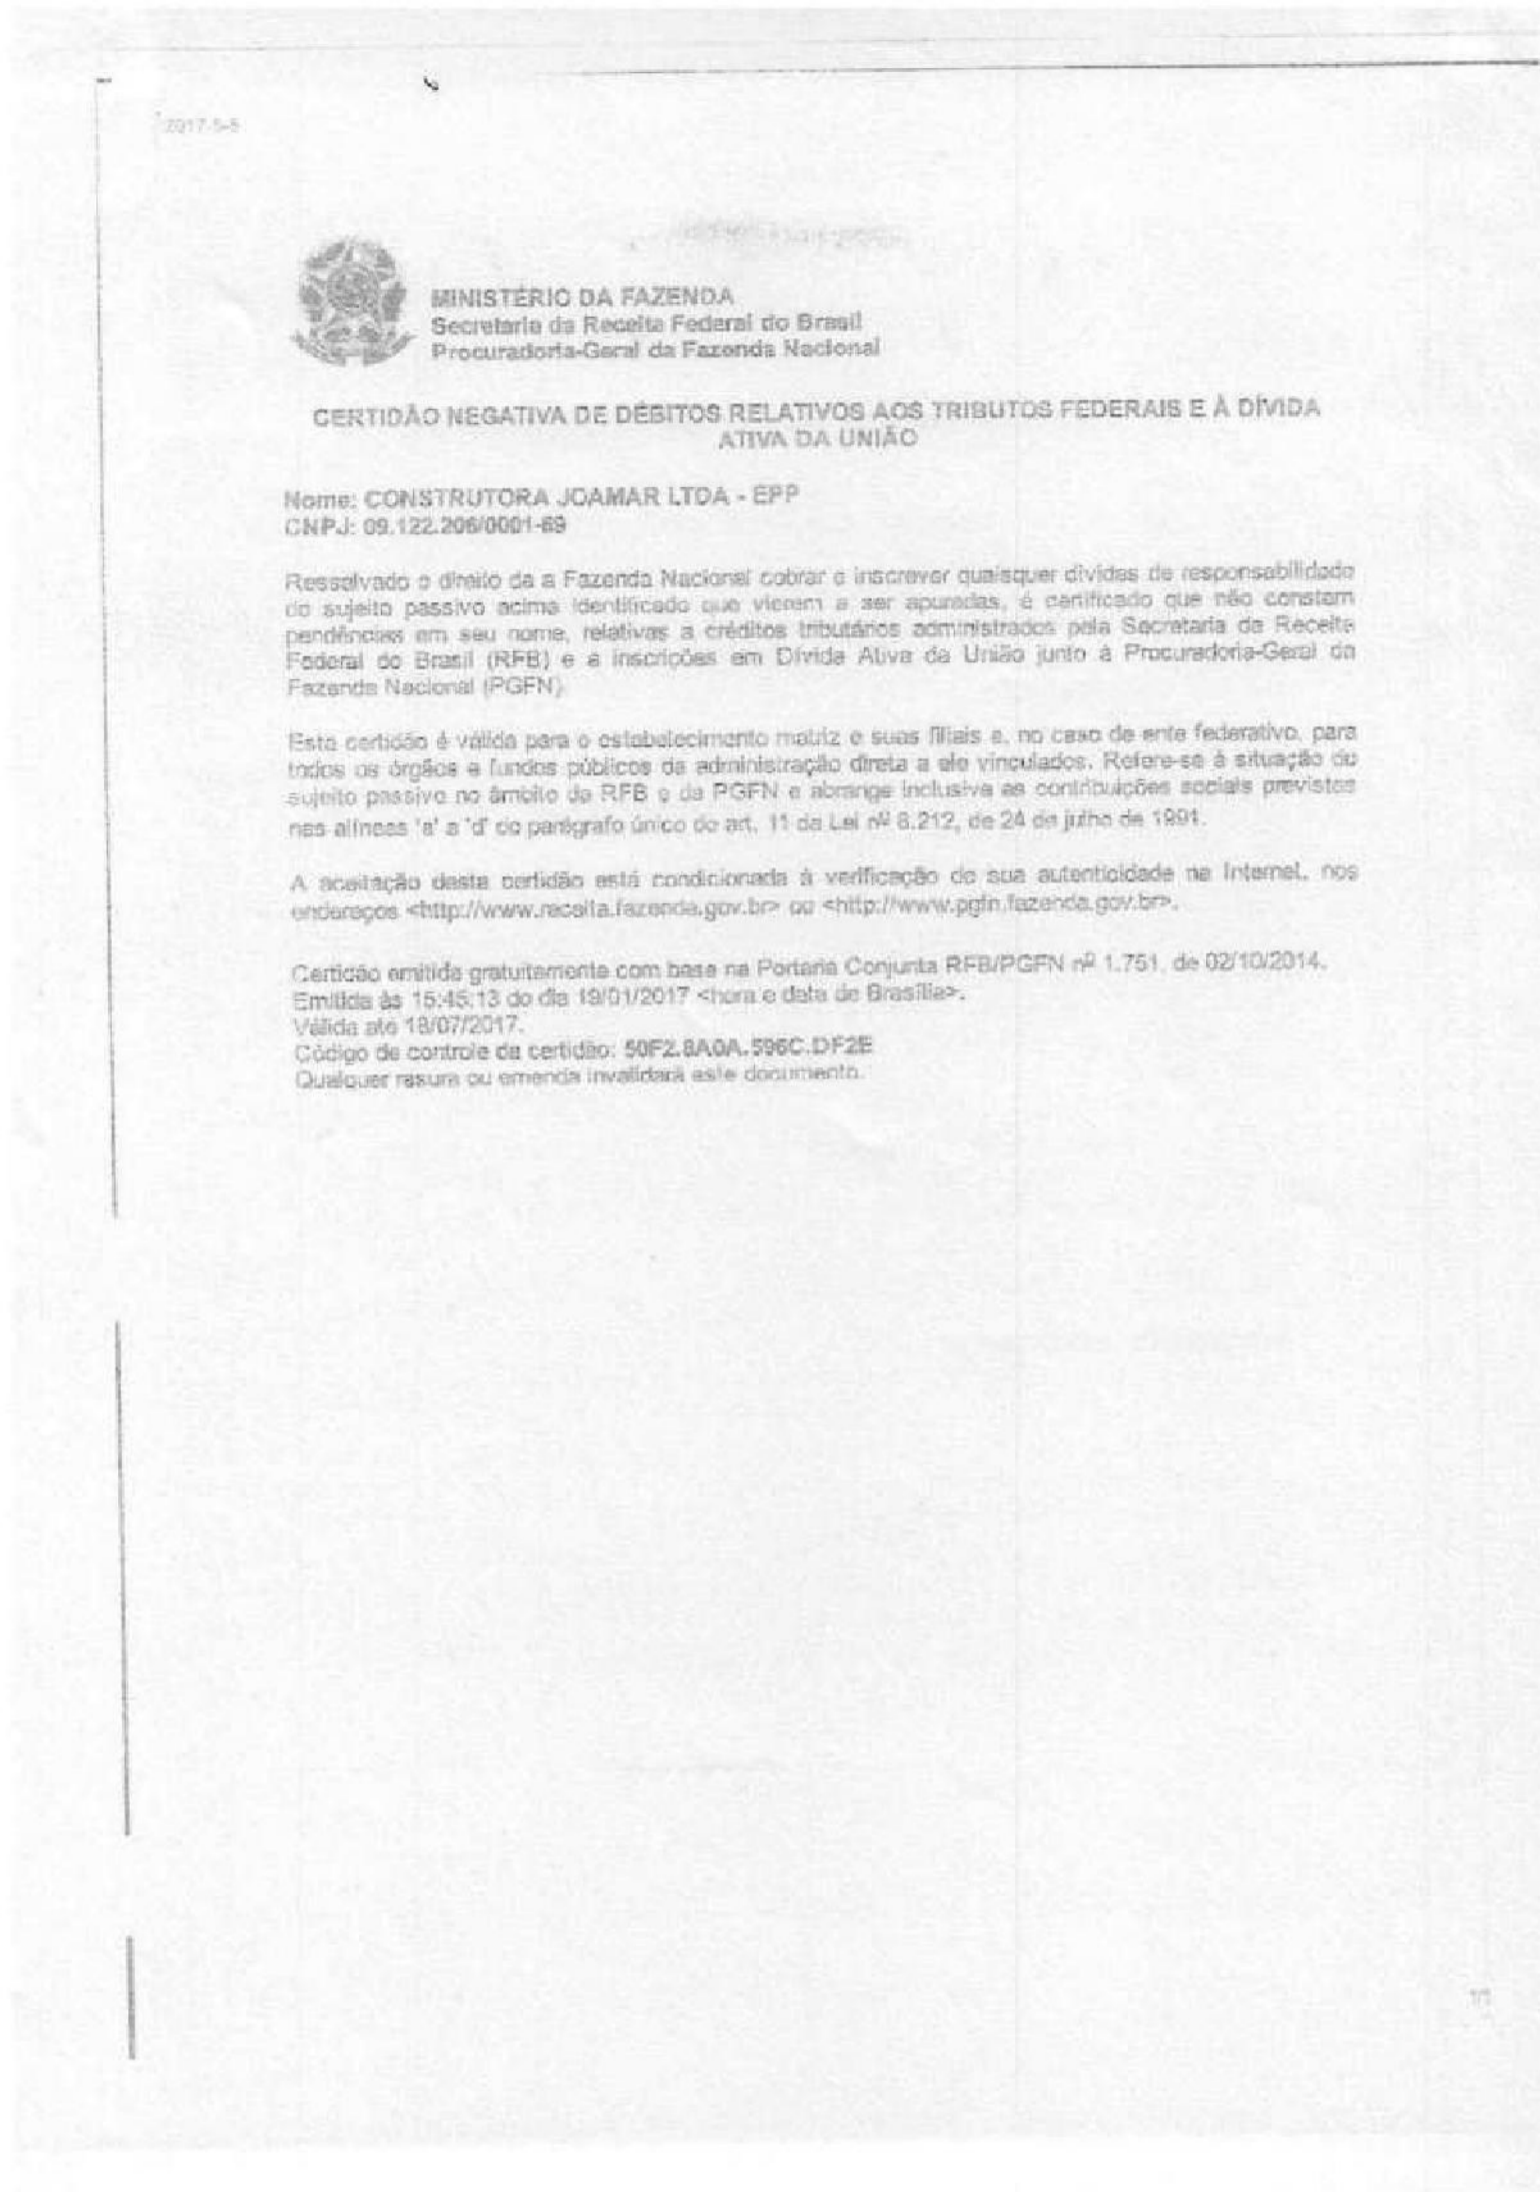 2017-5-5
MINISTÉRIO DA FAZENDA
Secretaria da Receita Federal do Brasil
Procuradoria-Geral da Fazenda Nacional
CERTIDÃO NEGATIVA DE DÉBITOS RELATIVOS AOS TRIBUTOS FEDERAIS E À DÍVIDA
ATIVA DA UNIÃO
Nome: CONSTRUTORA JOAMAR LTDA - EPP
CNPJ: 09.122.206/0001-69
Ressalvado o direito da a Fazenda Nacional cobrar e inscrever quaisquer dívidas de responsabilidade
do sujeito passivo acima identificado que vierem a ser apuradas, é certificado que não constam
pendências em seu nome, relativas a créditos tributários administrados pela Secretaria da Receita
Federal do Brasil (RFB) e a inscrições em Dívida Ativa da União junto à Procuradoria-Geral da
Fazenda Nacional (PGFN).
Esta certidão é válida para o estabelecimento matriz e suas filiais e, no caso de ente federativo, para
todos os órgãos e fundos públicos da administração direta a ele vinculados. Refere-se à situação do
sujeito passivo no âmbito da RFB e da PGFN e abrange inclusive as contribuições sociais previstas
nas alíneas 'a' a 'd' do parágrafo único do art. 11 da Lei nº 8.212, de 24 de julho de 1991.
A aceitação desta certidão está condicionada à verificação de sua autenticidade na Internet, nos
endereços <http://www.receita.fazenda.gov.br> ou <http://www.pgfn.fazenda.gov.br>.
Certidão emitida gratuitamente com base na Portaria Conjunta RFB/PGFN nº 1.751, de 02/10/2014.
Emitida às 15:45:13 do dia 19/01/2017 <hora e data de Brasília>.
Válida até 18/07/2017.
Código de controle da certidão: 50F2.8A0A.596C.DF2E
Qualquer rasura ou emenda invalidará este documento.
1/1